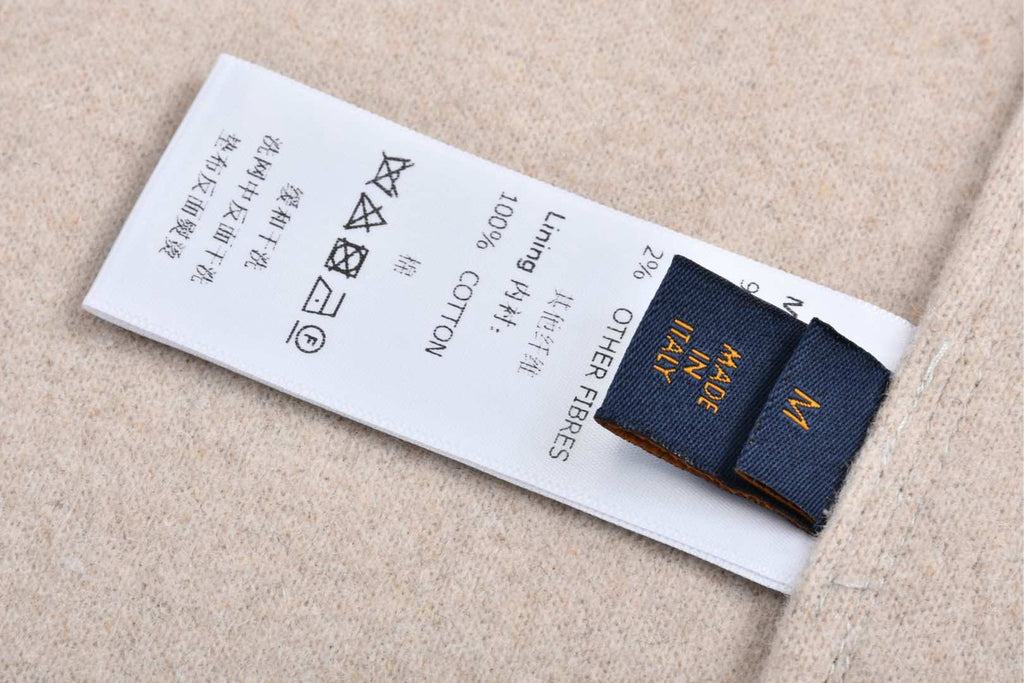 M
MADE
IN
ITALY
2% OTHER FIBRES
其他纤维
Lining 内衬:
100% COTTON
棉
F
缓和干洗
洗网中反面干洗
垫布反面熨烫